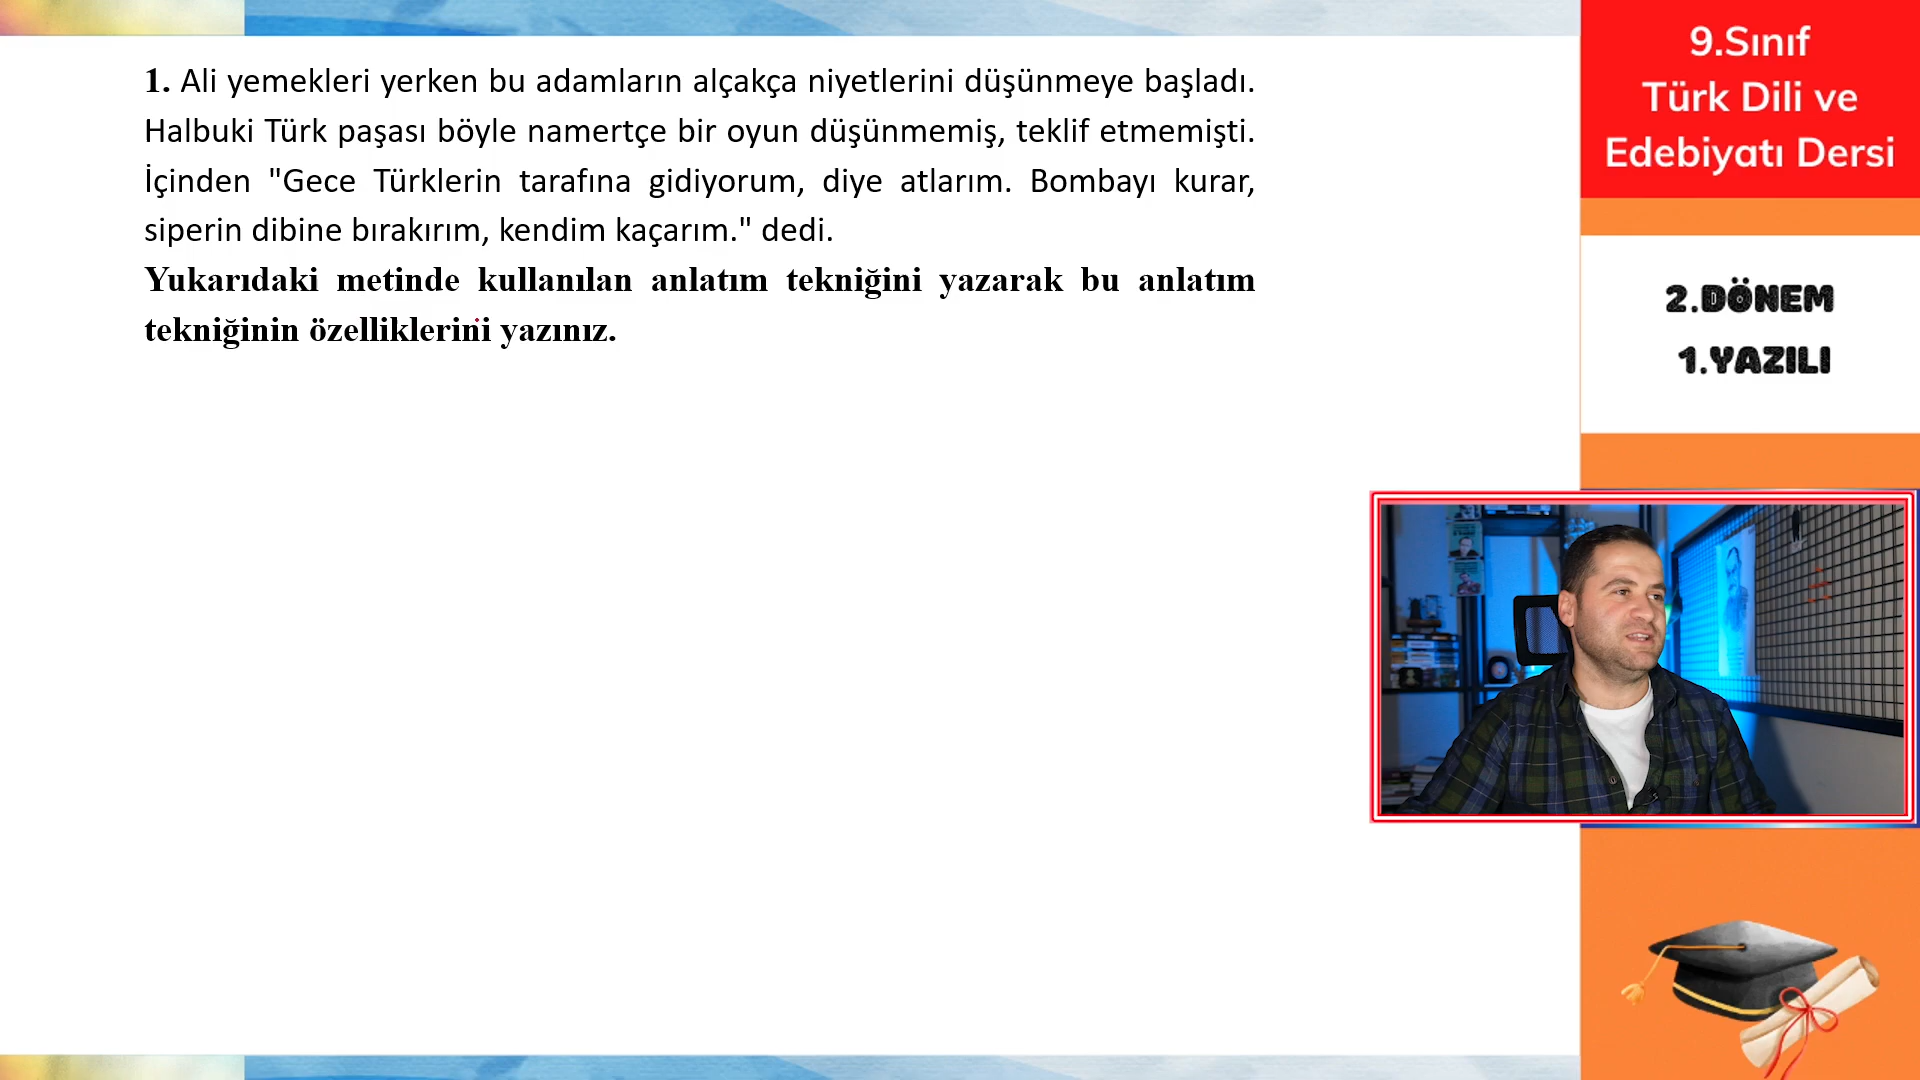 1. Ali yemekleri yerken bu adamların alçakça niyetlerini düşünmeye başladı.
Halbuki Türk paşası böyle namertçe bir oyun düşünmemiş, teklif etmemişti.
İçinden "Gece Türklerin tarafına gidiyorum, diye atlarım. Bombayı kurar,
siperin dibine bırakırım, kendim kaçarım." dedi.
Yukarıdaki metinde kullanılan anlatım tekniğini yazarak bu anlatım
tekniğinin özelliklerini yazınız.
9.Sınıf
Türk Dili ve
Edebiyatı Dersi
2.DÖNEM
1.YAZILI